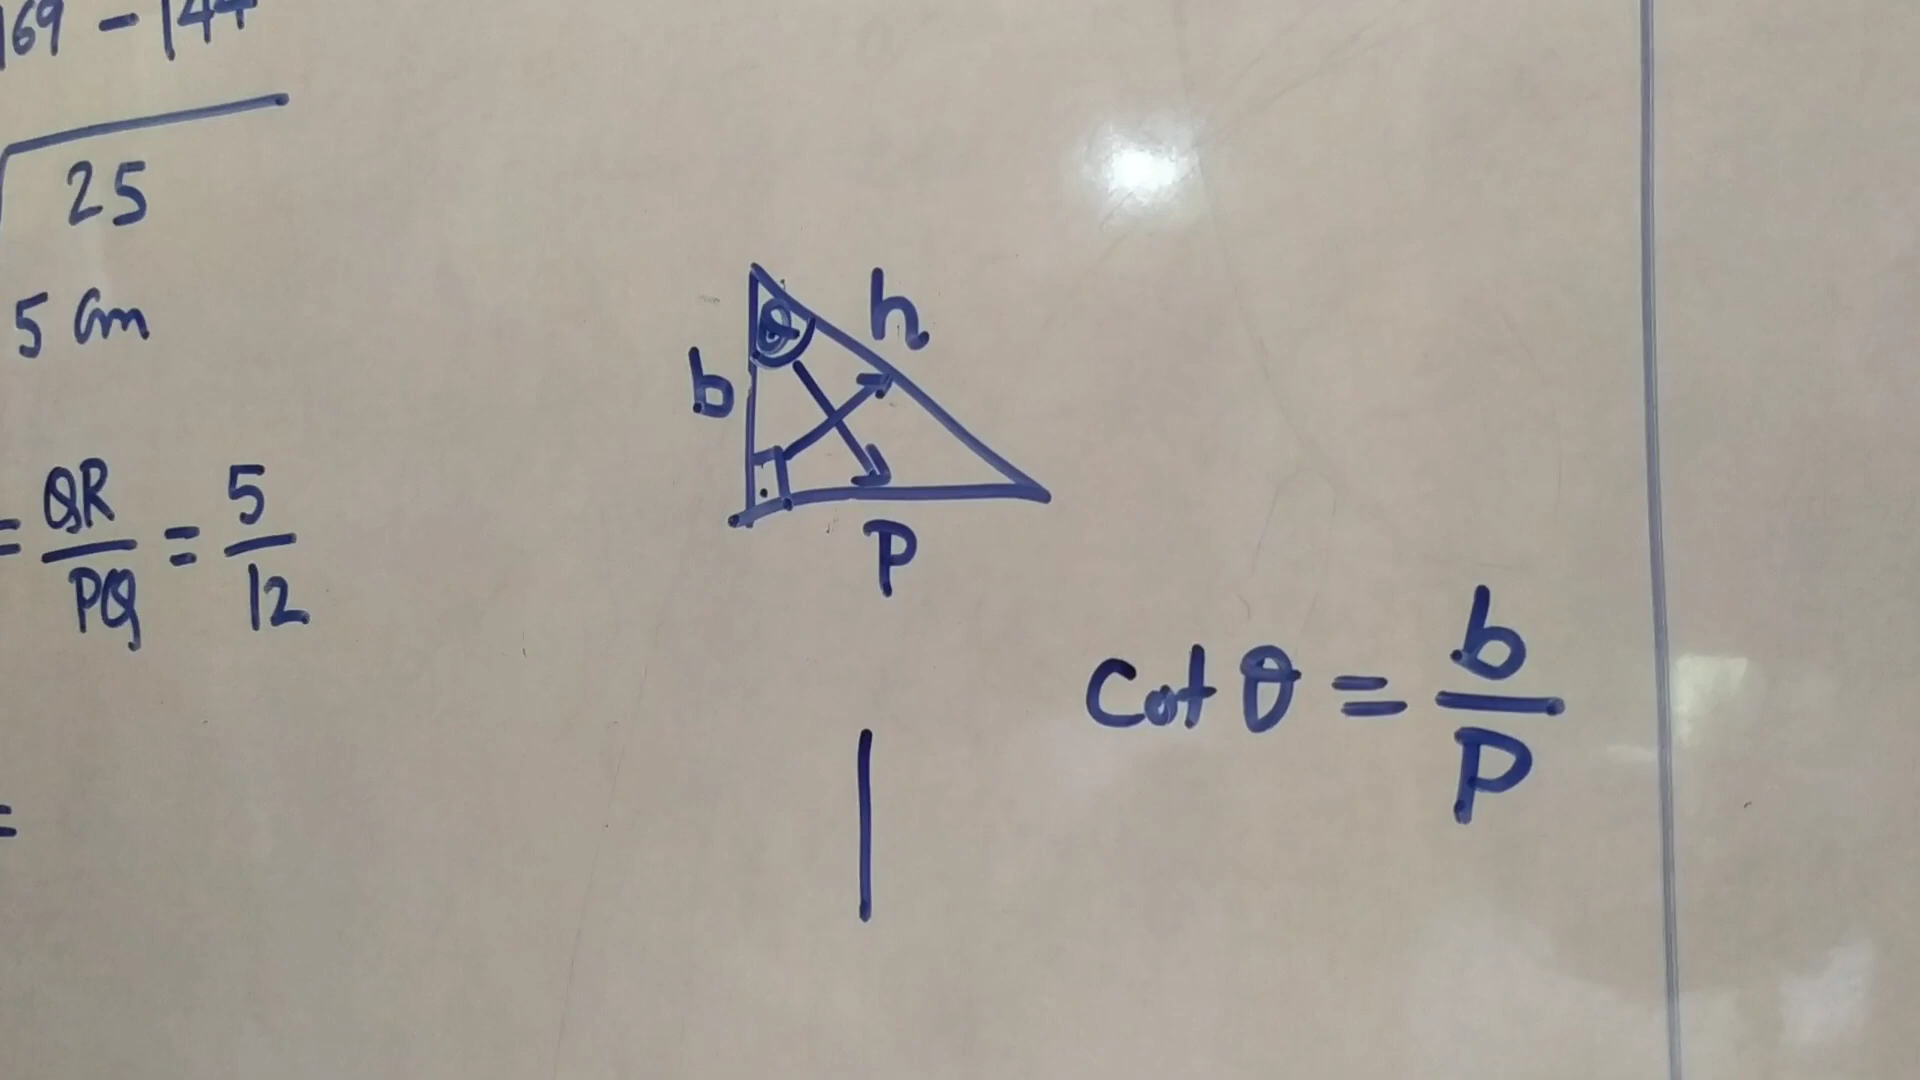 169 - 144
√25
5 cm
= QR/PQ = 5/12
=
θ
h
b
P
cot θ = b/P